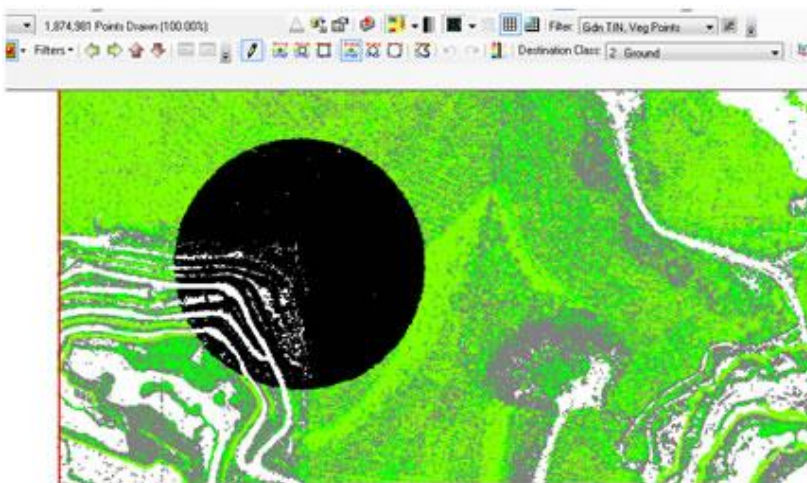 1,874,981 Points Drawn (100.00%) Filter: Gdn TIN, Veg Points
Filters Destination Class: 2 Ground